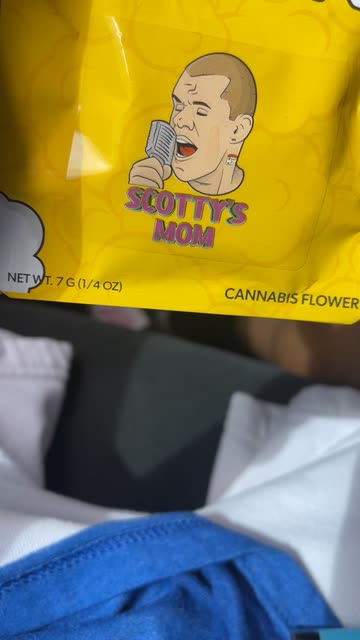 SCOTTY'S
MOM
NET WT. 7 G (1/4 OZ)
CANNABIS FLOWER